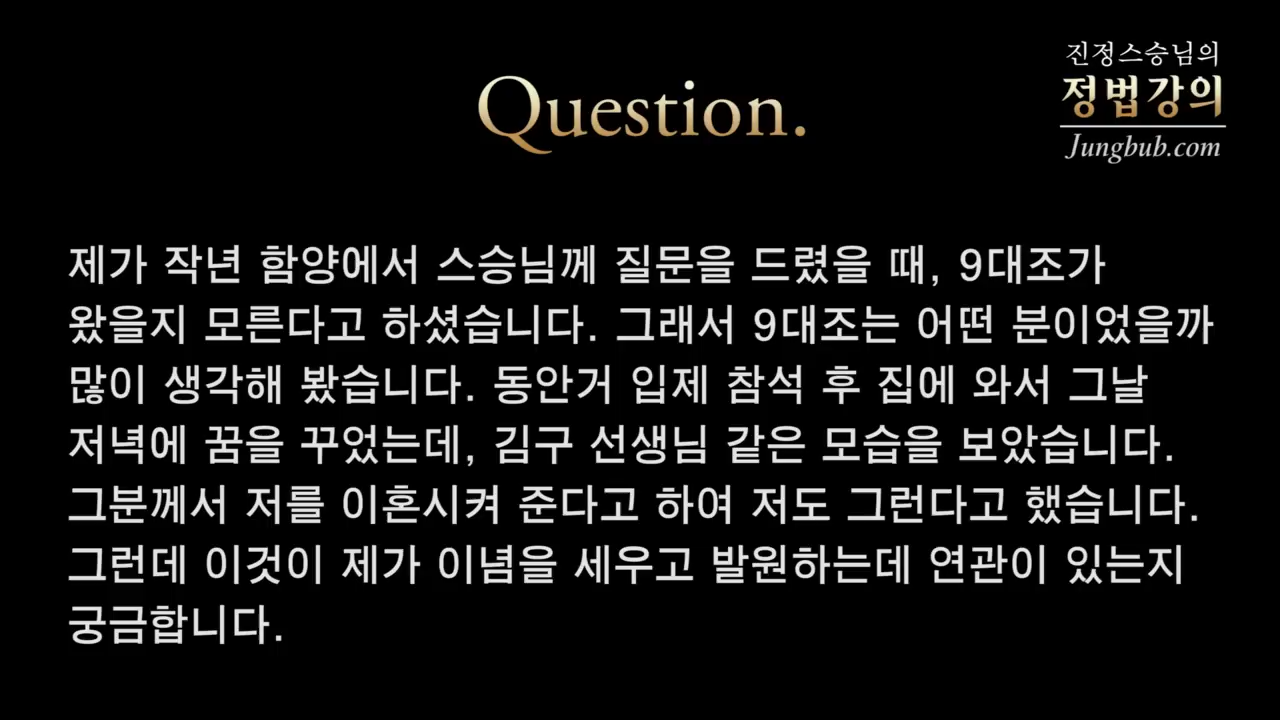 Question.
진정스승님의
정법강의
Jungbub.com
제가 작년 함양에서 스승님께 질문을 드렸을 때, 9대조가
왔을지 모른다고 하셨습니다. 그래서 9대조는 어떤 분이었을까
많이 생각해 봤습니다. 동안거 입제 참석 후 집에 와서 그날
저녁에 꿈을 꾸었는데, 김구 선생님 같은 모습을 보았습니다.
그분께서 저를 이혼시켜 준다고 하여 저도 그런다고 했습니다.
그런데 이것이 제가 이념을 세우고 발원하는데 연관이 있는지
궁금합니다.